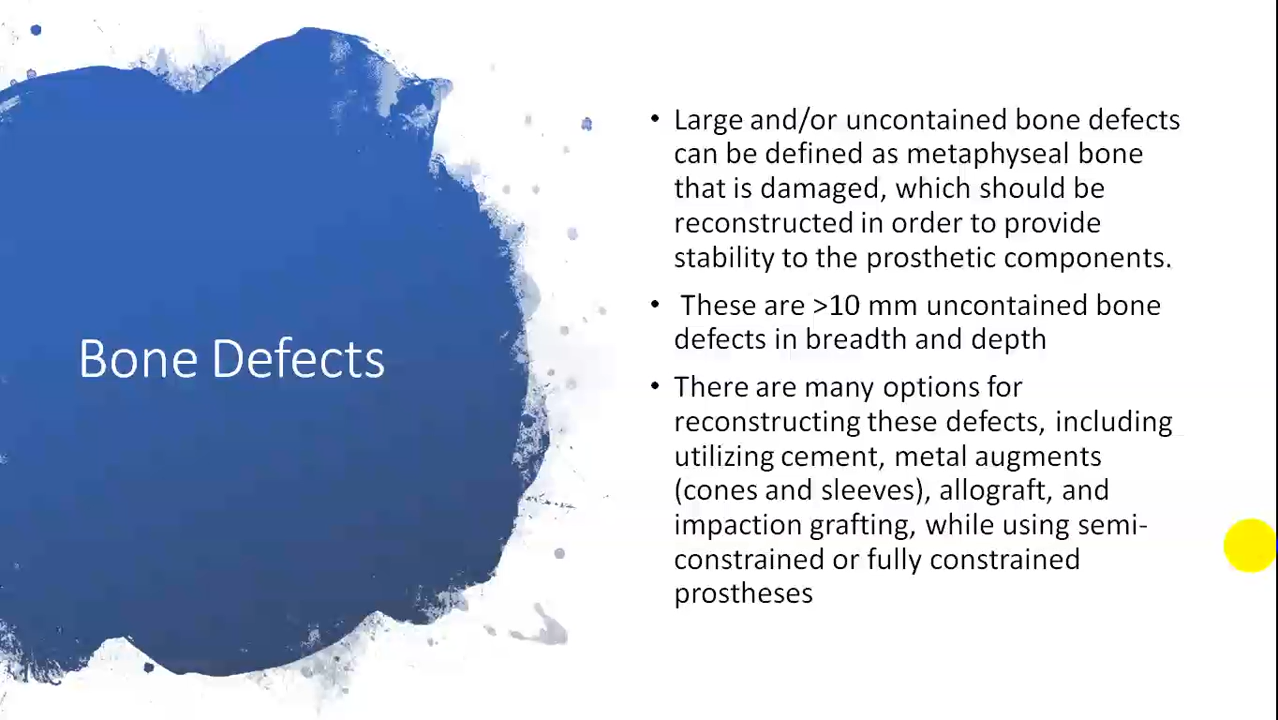 Bone Defects
• Large and/or uncontained bone defects
can be defined as metaphyseal bone
that is damaged, which should be
reconstructed in order to provide
stability to the prosthetic components.
• These are >10 mm uncontained bone
defects in breadth and depth
• There are many options for
reconstructing these defects, including
utilizing cement, metal augments
(cones and sleeves), allograft, and
impaction grafting, while using semi-
constrained or fully constrained
prostheses